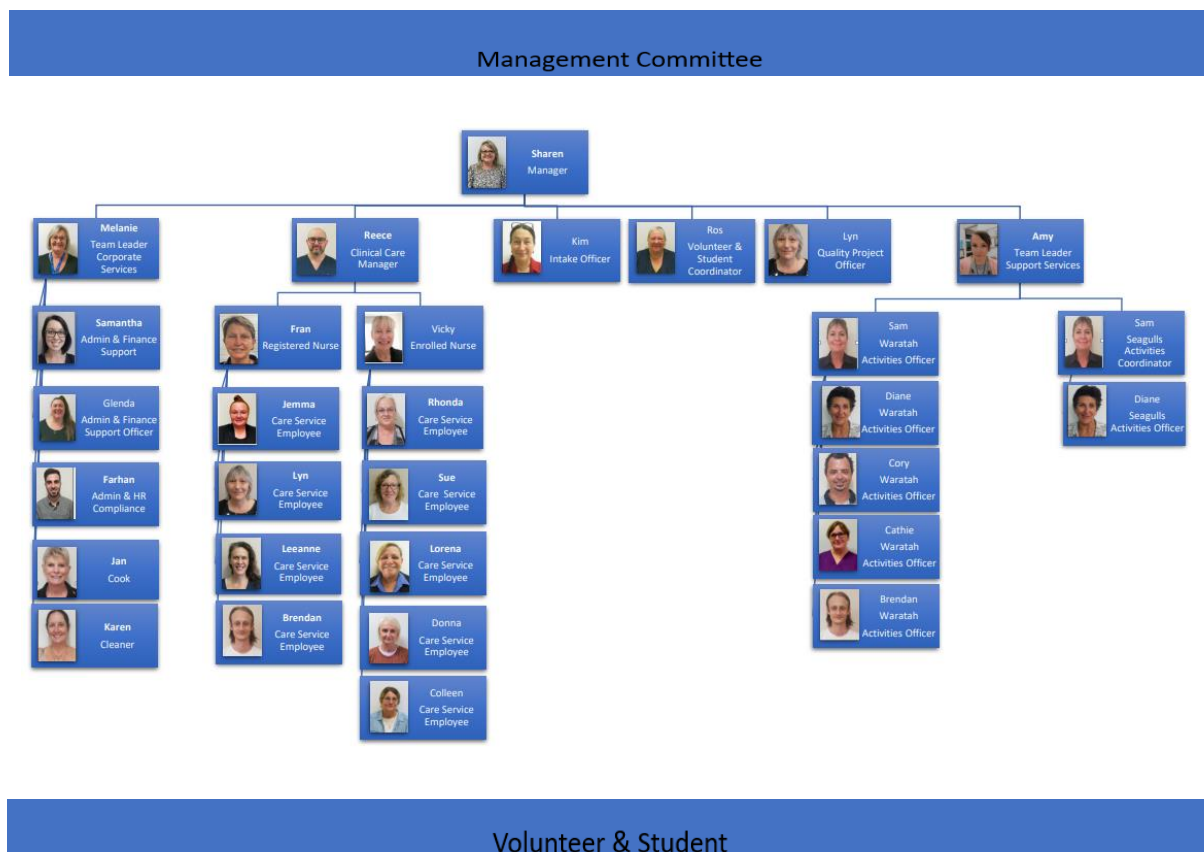 Management Committee
Sharen
Manager
Melanie
Team Leader
Corporate
Services
Reece
Clinical Care
Manager
Kim
Intake Officer
Ros
Volunteer &
Student
Coordinator
Lyn
Quality Project
Officer
Amy
Team Leader
Support Services
Samantha
Admin & Finance
Support
Glenda
Admin & Finance
Support Officer
Farhan
Admin & HR
Compliance
Jan
Cook
Karen
Cleaner
Fran
Registered Nurse
Jemma
Care Service
Employee
Lyn
Care Service
Employee
Leeanne
Care Service
Employee
Brendan
Care Service
Employee
Vicky
Enrolled Nurse
Rhonda
Care Service
Employee
Sue
Care Service
Employee
Lorena
Care Service
Employee
Donna
Care Service
Employee
Colleen
Care Service
Employee
Sam
Waratah
Activities Officer
Diane
Waratah
Activities Officer
Cory
Waratah
Activities Officer
Cathie
Waratah
Activities Officer
Brendan
Waratah
Activities Officer
Sam
Seagulls
Activities
Coordinator
Diane
Seagulls
Activities Officer
Volunteer & Student